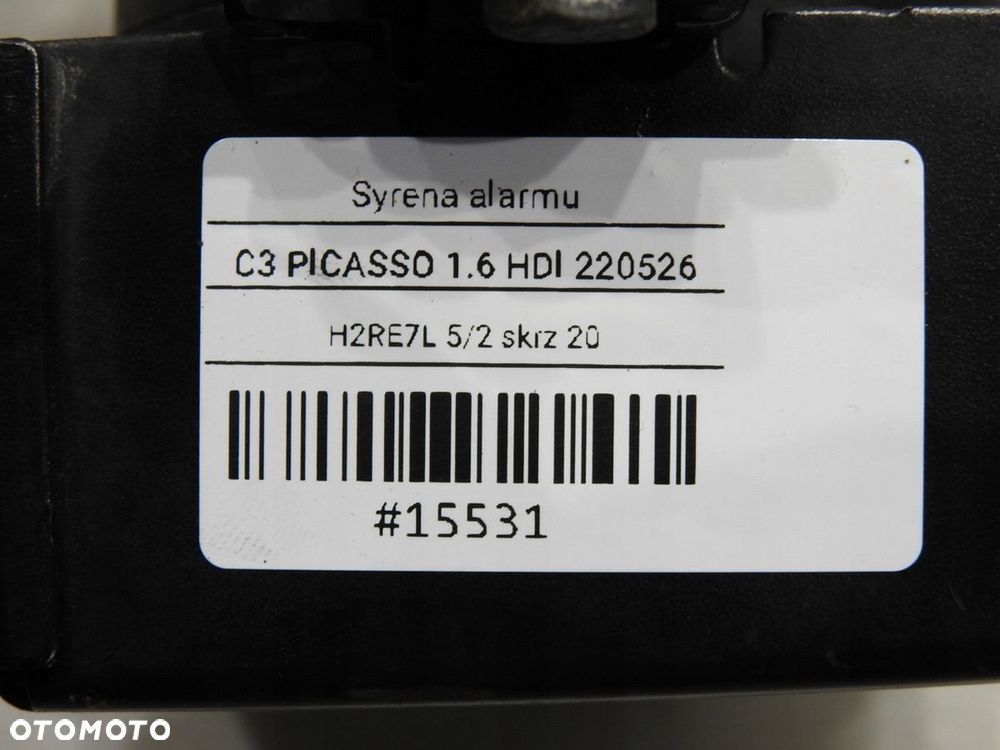 Syrena alarmu
C3 PICASSO 1.6 HDI 220526
H2RE7L 5/2 skrz 20
#15531
OTOMOTO